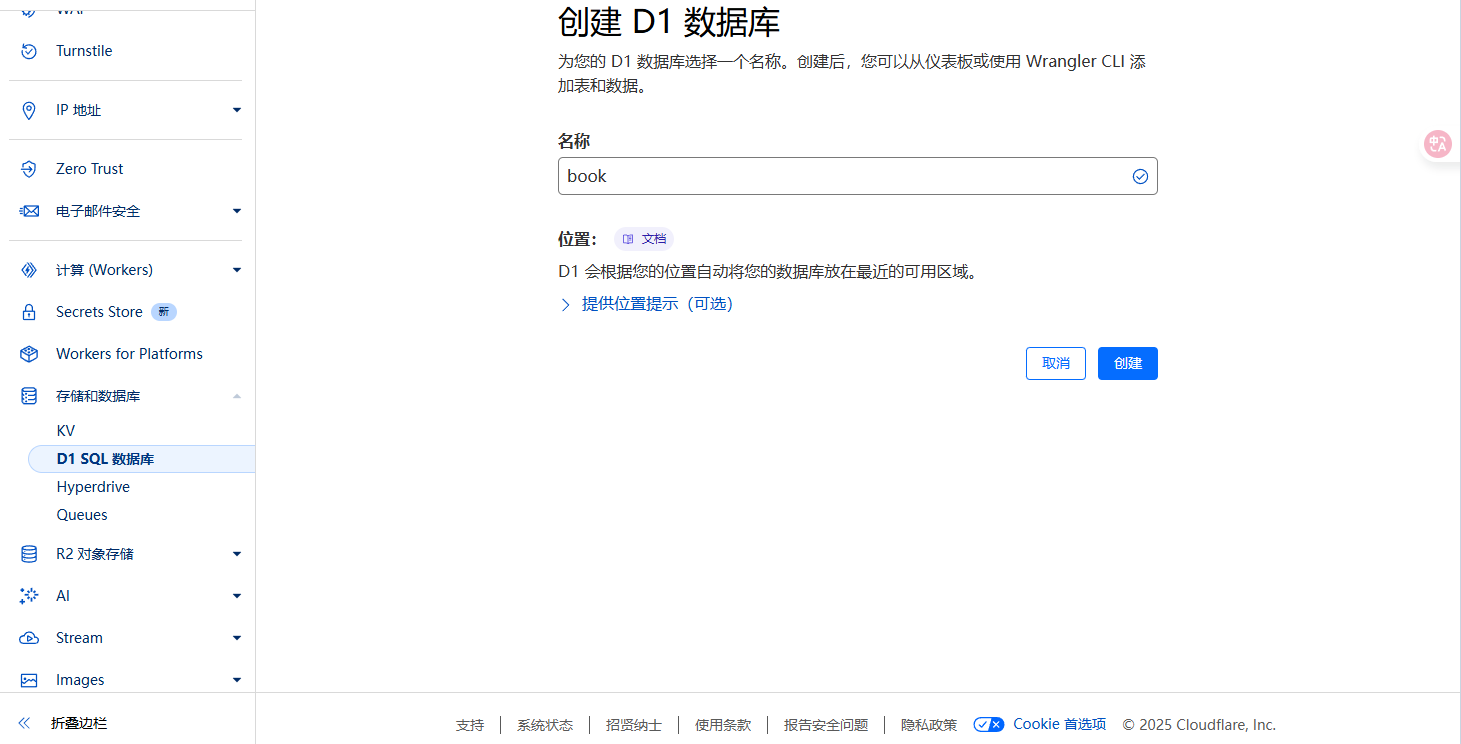 Turnstile
IP 地址
Zero Trust
电子邮件安全
计算 (Workers)
Secrets Store 新
Workers for Platforms
存储和数据库
KV
D1 SQL 数据库
Hyperdrive
Queues
R2 对象存储
AI
Stream
Images
折叠边栏
创建 D1 数据库
为您的 D1 数据库选择一个名称。创建后，您可以从仪表板或使用 Wrangler CLI 添
加表和数据。
名称
book
位置： 文档
D1 会根据您的位置自动将您的数据库放在最近的可用区域。
提供位置提示（可选）
取消 创建
中A
支持 系统状态 招贤纳士 使用条款 报告安全问题 隐私政策 Cookie 首选项 © 2025 Cloudflare, Inc.